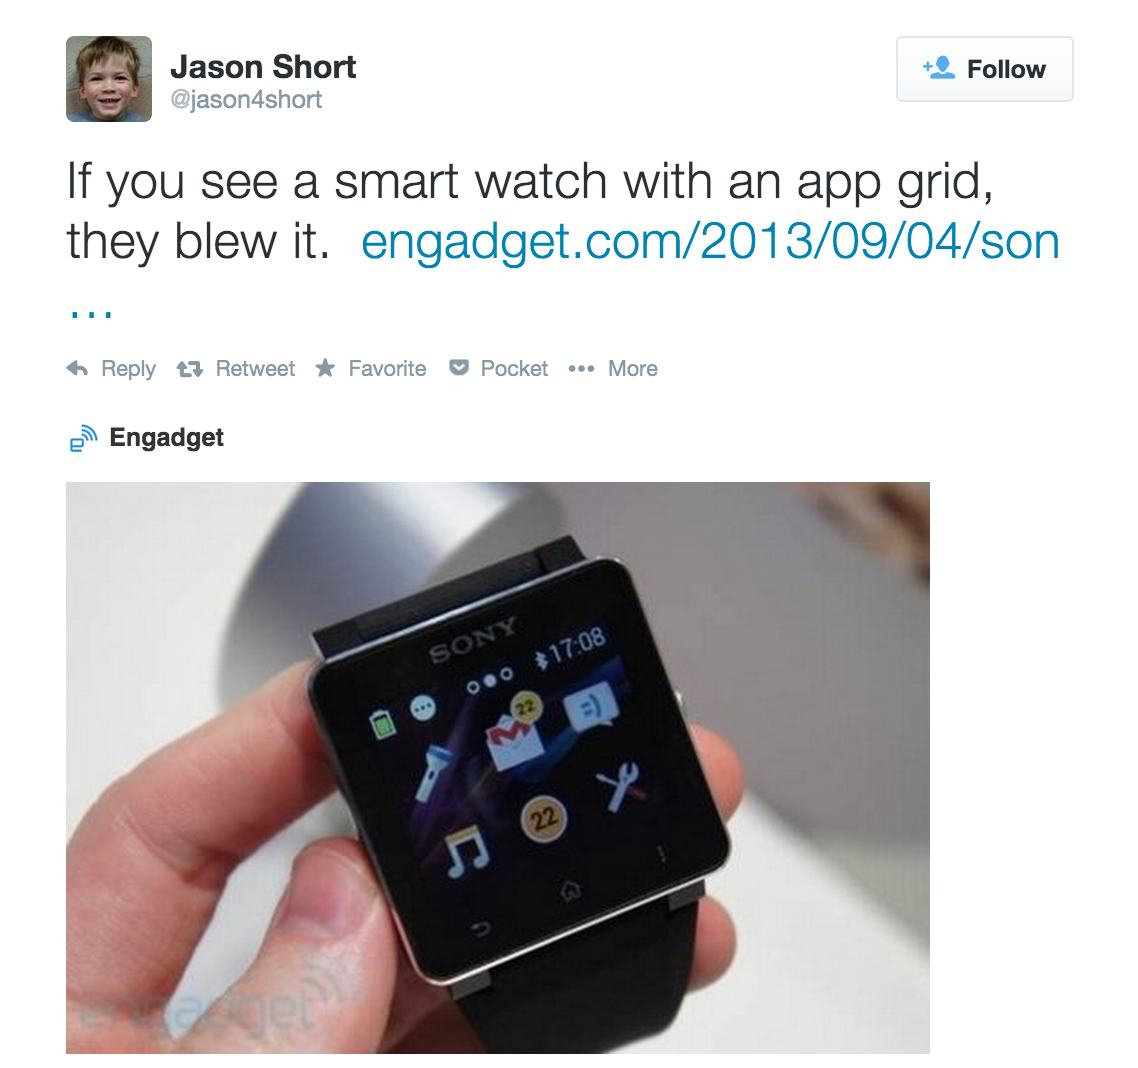 Jason Short
@jason4short
Follow
If you see a smart watch with an app grid,
they blew it. engadget.com/2013/09/04/son
…
Reply Retweet Favorite Pocket More
Engadget
SONY
17:08
22
22
engadget